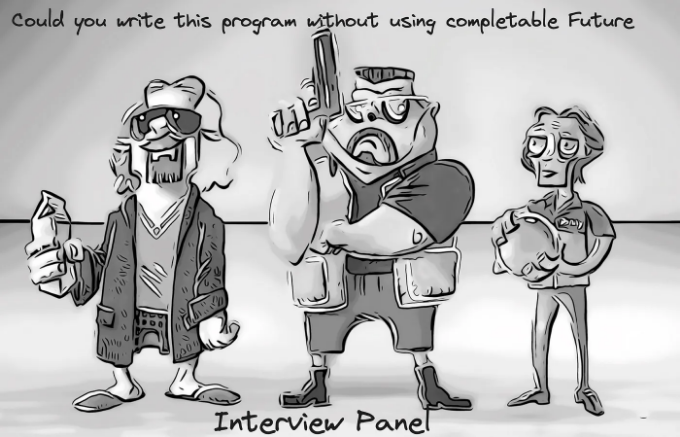 Could you write this program without using completable Future
Interview Panel